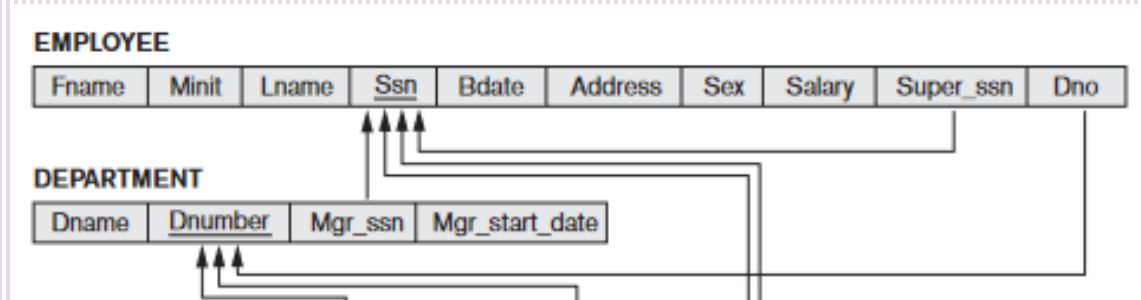 EMPLOYEE
Fname Minit Lname Ssn Bdate Address Sex Salary Super_ssn Dno
DEPARTMENT
Dname Dnumber Mgr_ssn Mgr_start_date